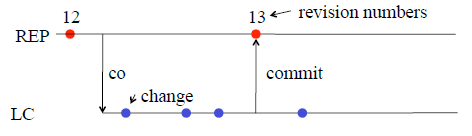 12
13
revision numbers
REP
co
commit
change
LC